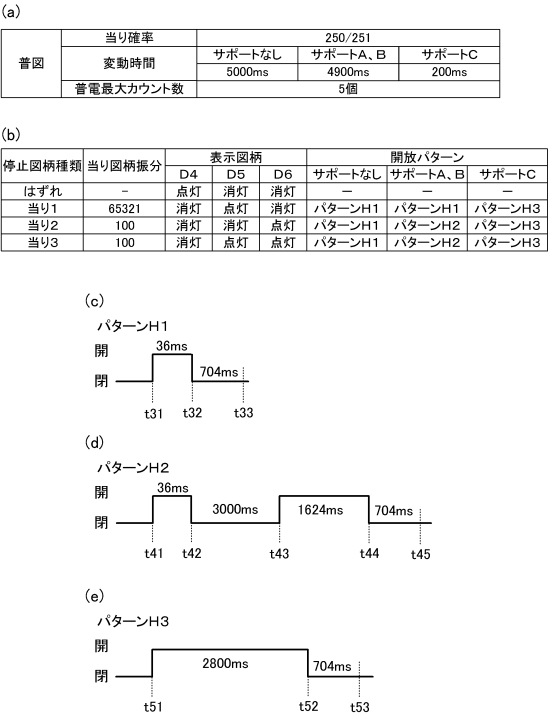 (a)
普図 当り確率 250/251
変動時間 サポートなし サポートA、B サポートC
5000ms 4900ms 200ms
普電最大カウント数 5個
(b)
停止図柄種類 当り図柄振分 表示図柄 開放パターン
D4 D5 D6 サポートなし サポートA、B サポートC
はずれ － 点灯 消灯 消灯 － － －
当り1 65321 消灯 点灯 消灯 パターンH1 パターンH1 パターンH3
当り2 100 消灯 消灯 点灯 パターンH1 パターンH2 パターンH3
当り3 100 消灯 点灯 点灯 パターンH1 パターンH2 パターンH3
(c)
パターンH1
開 36ms
閉 704ms
t31 t32 t33
(d)
パターンH2
開 36ms
閉 3000ms 1624ms 704ms
t41 t42 t43 t44 t45
(e)
パターンH3
開
閉 2800ms 704ms
t51 t52 t53